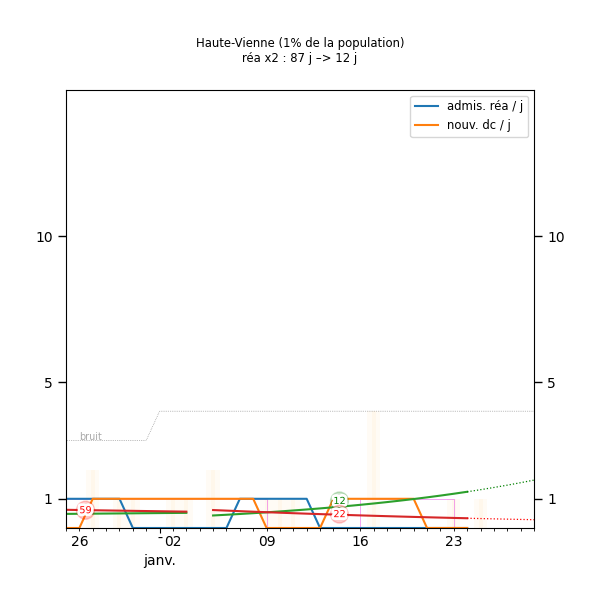 Haute-Vienne (1% de la population)
réa x2 : 87 j –> 12 j
admis. réa / j
nouv. dc / j
10 10
5 5
bruit
1 1
59 12
22
26 02 09 16 23
janv.